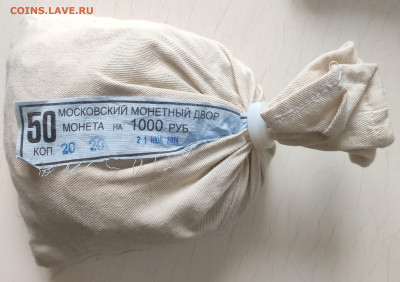 COINS.LAVE.RU
МОСКОВСКИЙ МОНЕТНЫЙ ДВОР
50 МОНЕТА НА 1000 РУБ
КОП. 20 20